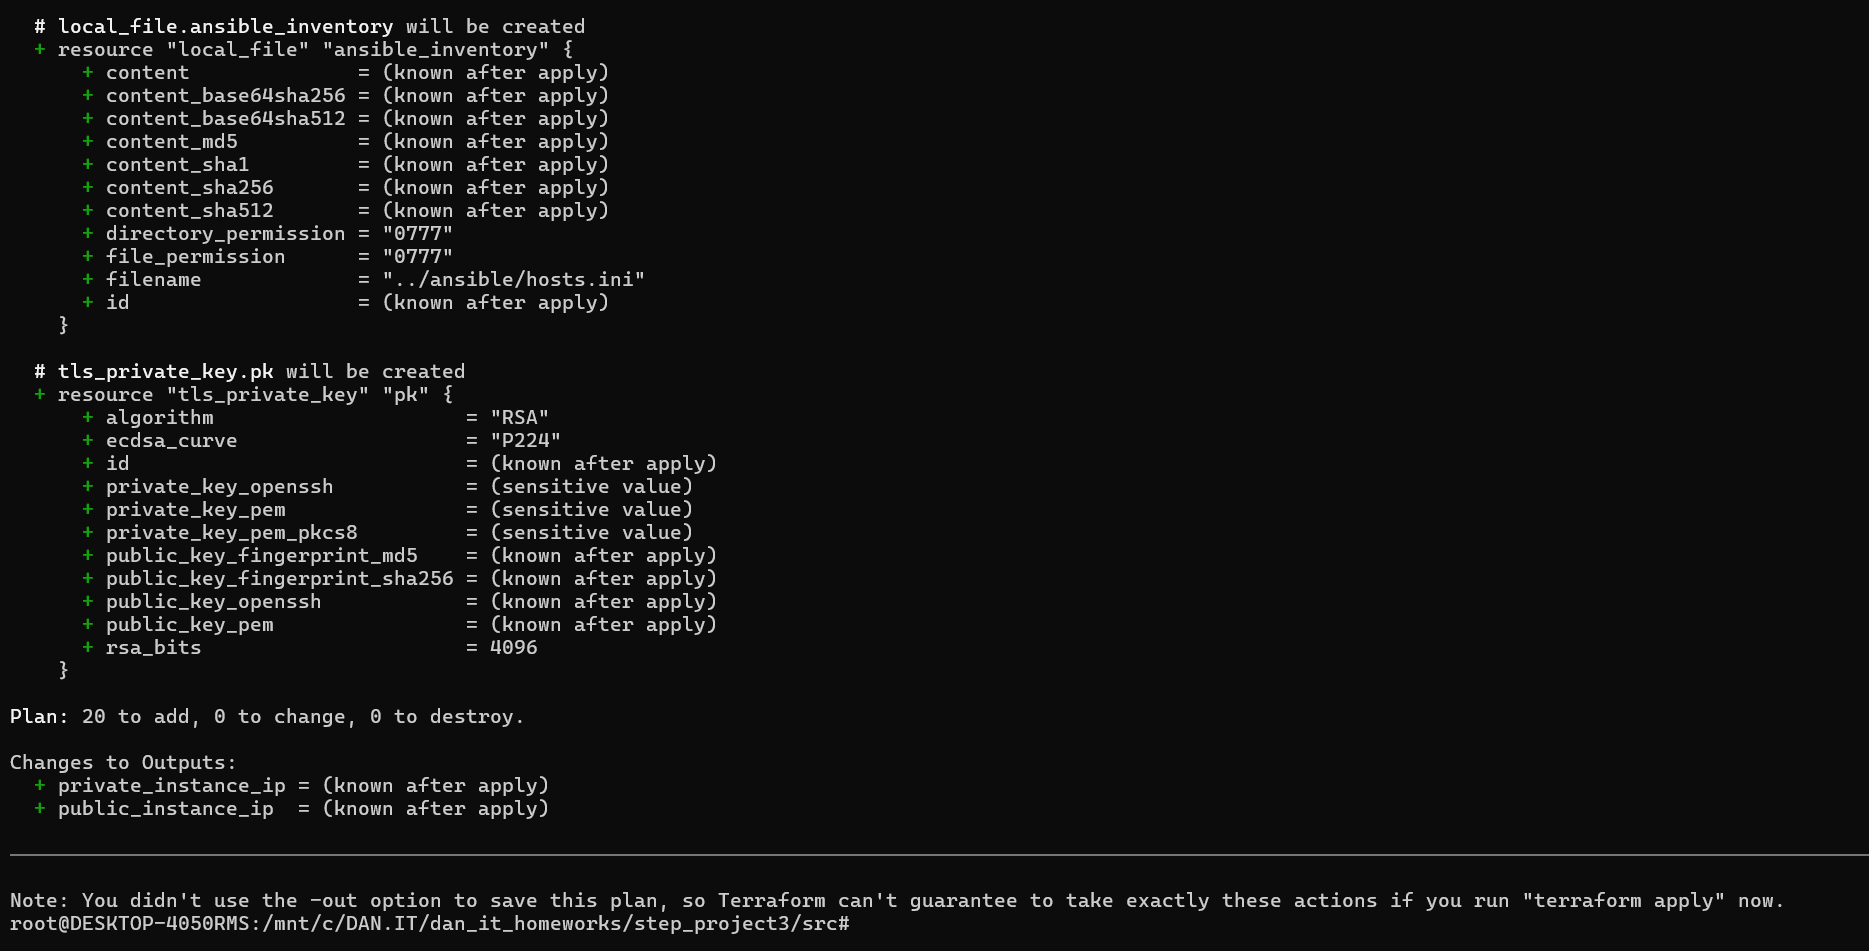 # local_file.ansible_inventory will be created
+ resource "local_file" "ansible_inventory" {
+ content = (known after apply)
+ content_base64sha256 = (known after apply)
+ content_base64sha512 = (known after apply)
+ content_md5 = (known after apply)
+ content_sha1 = (known after apply)
+ content_sha256 = (known after apply)
+ content_sha512 = (known after apply)
+ directory_permission = "0777"
+ file_permission = "0777"
+ filename = "../ansible/hosts.ini"
+ id = (known after apply)
}
# tls_private_key.pk will be created
+ resource "tls_private_key" "pk" {
+ algorithm = "RSA"
+ ecdsa_curve = "P224"
+ id = (known after apply)
+ private_key_openssh = (sensitive value)
+ private_key_pem = (sensitive value)
+ private_key_pem_pkcs8 = (sensitive value)
+ public_key_fingerprint_md5 = (known after apply)
+ public_key_fingerprint_sha256 = (known after apply)
+ public_key_openssh = (known after apply)
+ public_key_pem = (known after apply)
+ rsa_bits = 4096
}
Plan: 20 to add, 0 to change, 0 to destroy.
Changes to Outputs:
+ private_instance_ip = (known after apply)
+ public_instance_ip = (known after apply)
Note: You didn't use the -out option to save this plan, so Terraform can't guarantee to take exactly these actions if you run "terraform apply" now.
root@DESKTOP-4050RMS:/mnt/c/DAN.IT/dan_it_homeworks/step_project3/src#